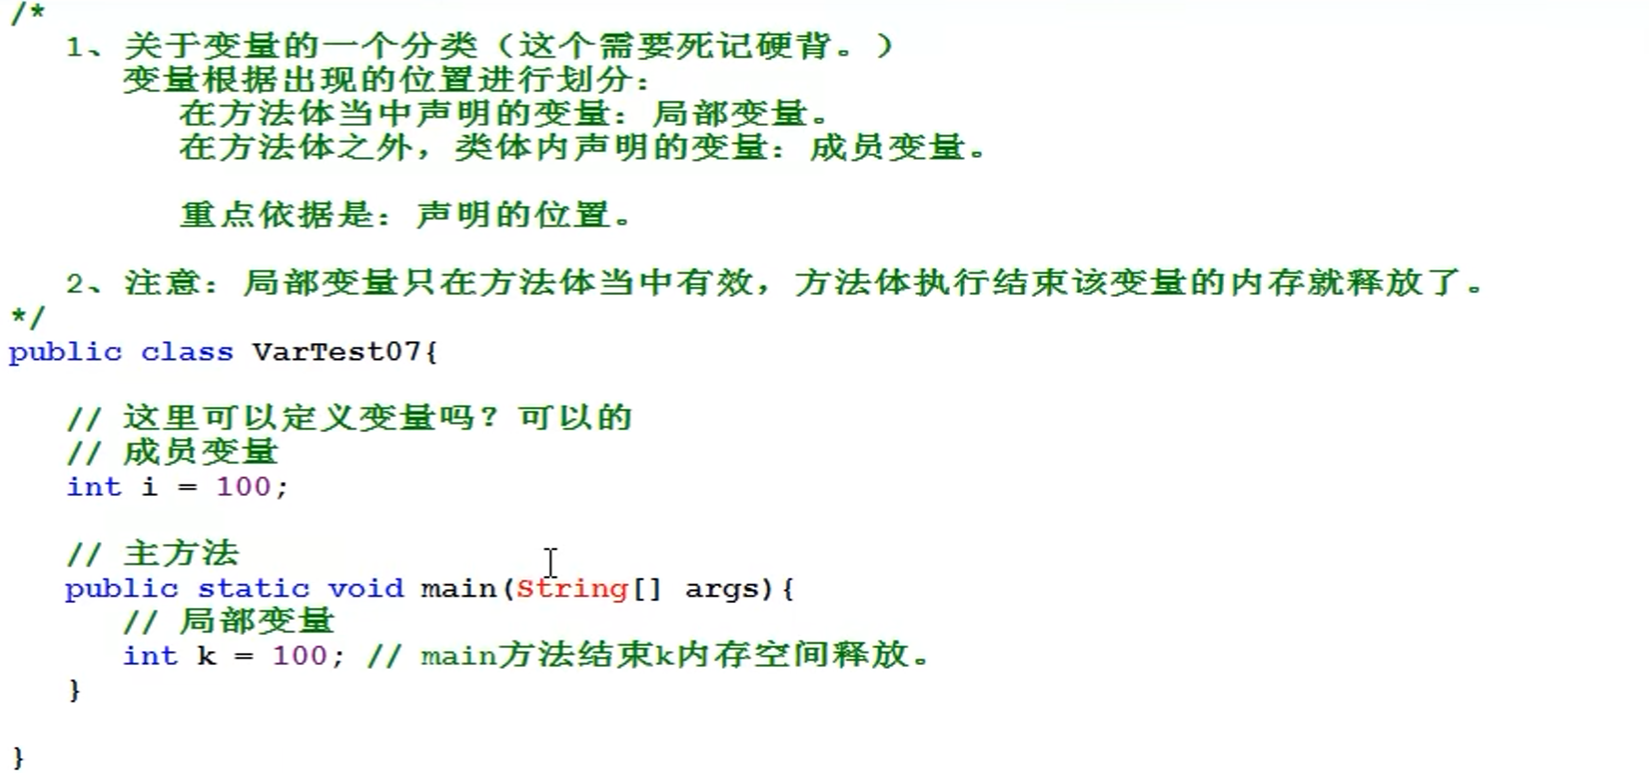 /*
1、关于变量的一个分类（这个需要死记硬背。）
变量根据出现的位置进行划分：
在方法体当中声明的变量：局部变量。
在方法体之外，类体内声明的变量：成员变量。
重点依据是：声明的位置。
2、注意：局部变量只在方法体当中有效，方法体执行结束该变量的内存就释放了。
*/
public class VarTest07{
// 这里可以定义变量吗？可以的
// 成员变量
int i = 100;
// 主方法
public static void main(String[] args){
// 局部变量
int k = 100; // main方法结束k内存空间释放。
}
}